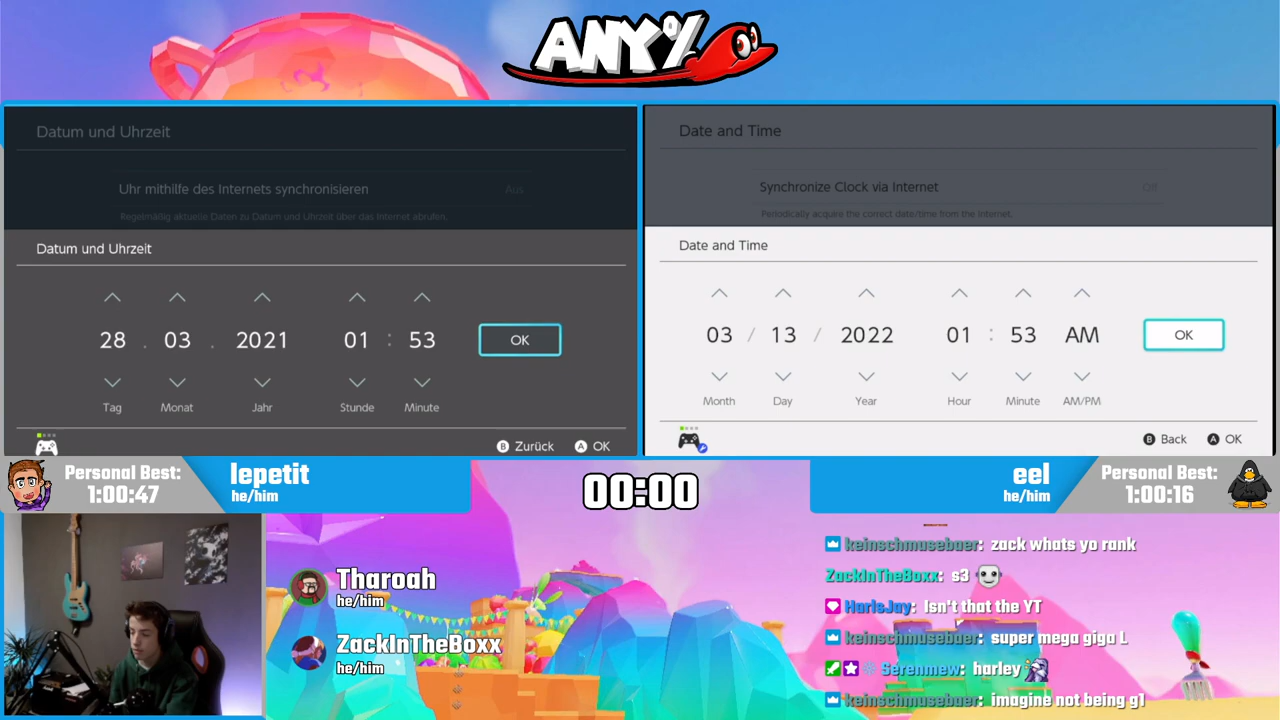 ANY%
Datum und Uhrzeit
Uhr mithilfe des Internets synchronisieren
Aus
Regelmäßig aktuelle Daten zu Datum und Uhrzeit über das Internet abrufen.
Datum und Uhrzeit
28 . 03 . 2021 01 : 53 OK
Tag Monat Jahr Stunde Minute
B Zurück A OK
Date and Time
Synchronize Clock via Internet
Off
Periodically acquire the correct date/time from the Internet.
Date and Time
03 / 13 / 2022 01 : 53 AM OK
Month Day Year Hour Minute AM/PM
B Back A OK
Personal Best:
1:00:47
lepetit
he/him
00:00
eel
he/him
Personal Best:
1:00:16
Tharoah
he/him
ZackInTheBoxx
he/him
keinschmusebaer: zack whats yo rank
ZackInTheBoxx: s3
HarleJay: Isn't that the YT
keinschmusebaer: super mega giga L
Serenmew: harley
keinschmusebaer: imagine not being g1